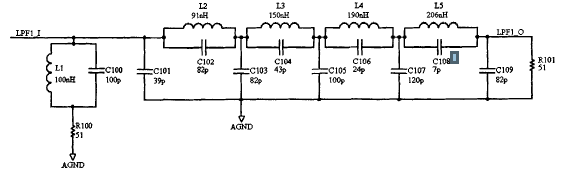 L2
91nH
L3
150nH
L4
190nH
L5
206nH
LPF1_I
LPF1_O
L1
100nH
C100
100p
C101
39p
C102
82p
C103
82p
C104
43p
C105
100p
C106
24p
C107
120p
C108
7p
C109
82p
R101
51
R100
51
AGND
AGND